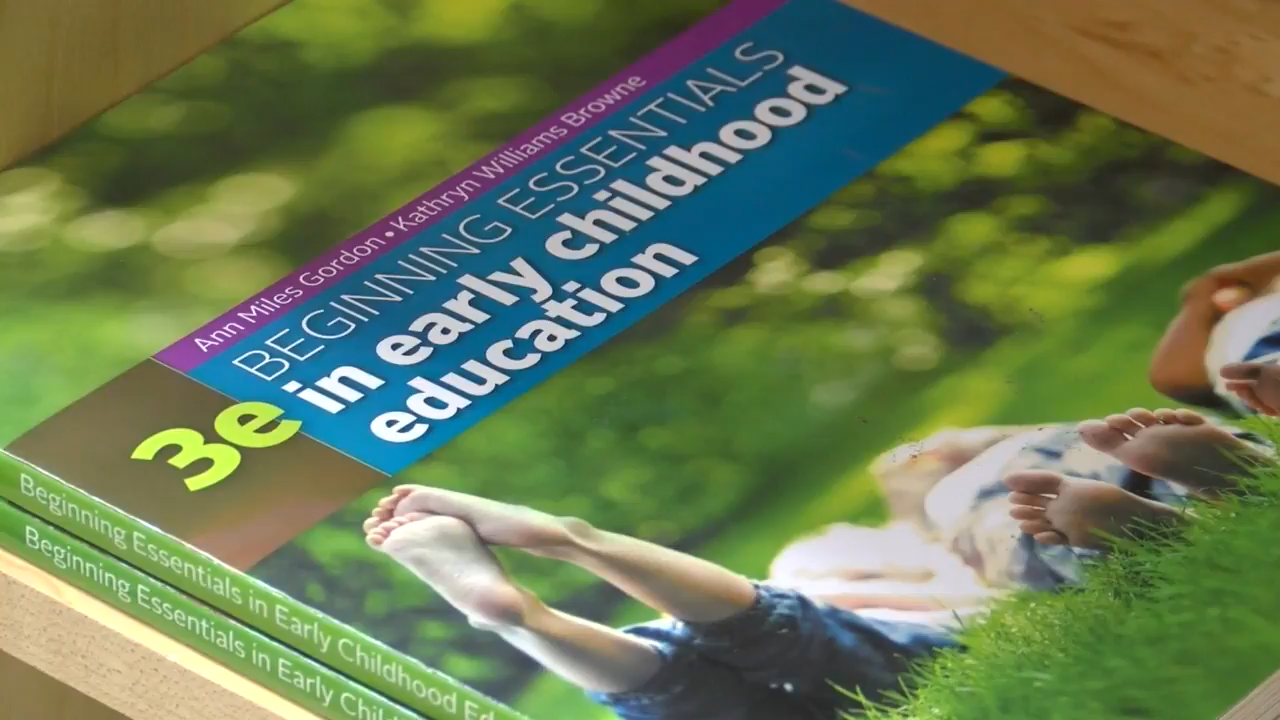 Ann Miles Gordon • Kathryn Williams Browne
BEGINNING ESSENTIALS
in early childhood
education
3e
Beginning Essentials in Early Childhood Ed
Beginning Essentials in Early Chil